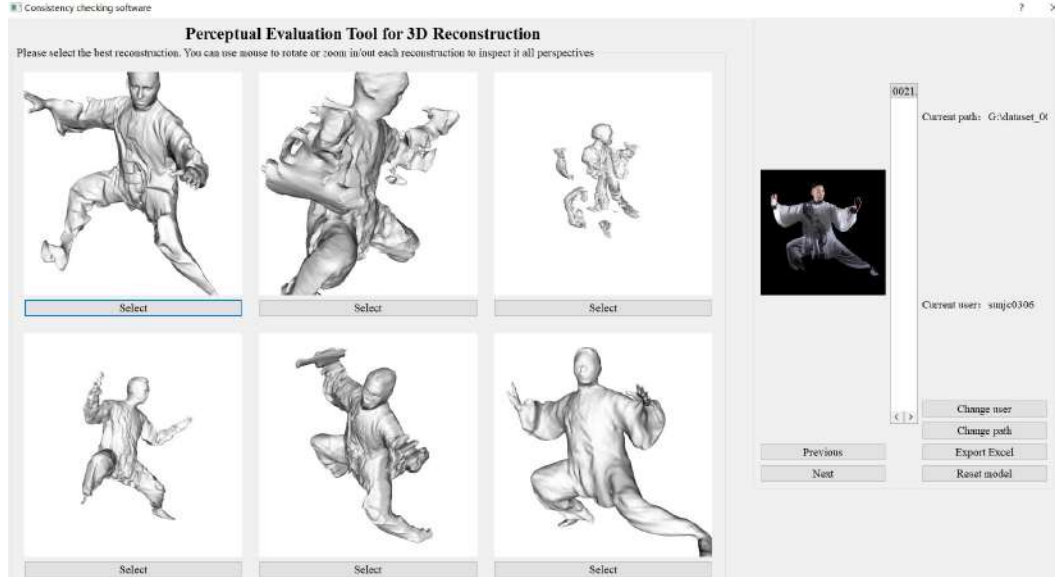 Consistency checking software
Perceptual Evaluation Tool for 3D Reconstruction
Please select the best reconstruction. You can use mouse to rotate or zoom in/out each reconstruction to inspect it all perspectives
Select
Select
Select
Select
Select
Select
0021
Current path: G:\dataset_00
Current user: sunjc0306
Change user
Change path
Previous
Export Excel
Next
Reset model